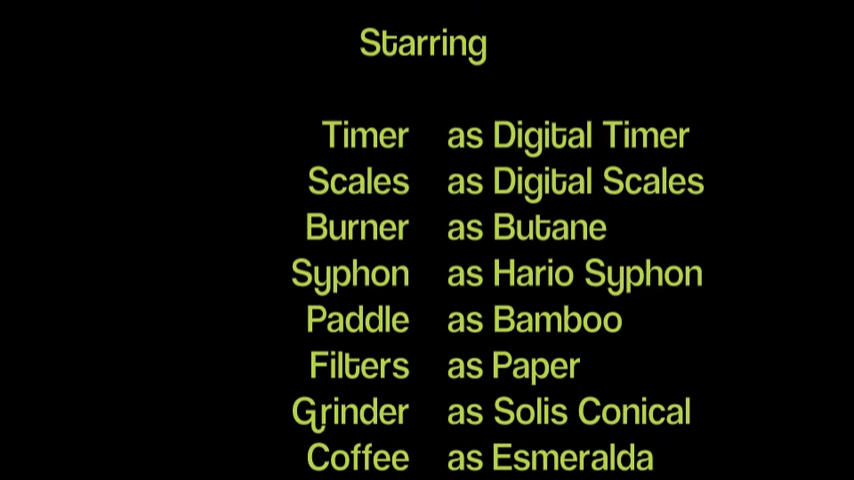 Starring
Timer as Digital Timer
Scales as Digital Scales
Burner as Butane
Syphon as Hario Syphon
Paddle as Bamboo
Filters as Paper
Grinder as Solis Conical
Coffee as Esmeralda